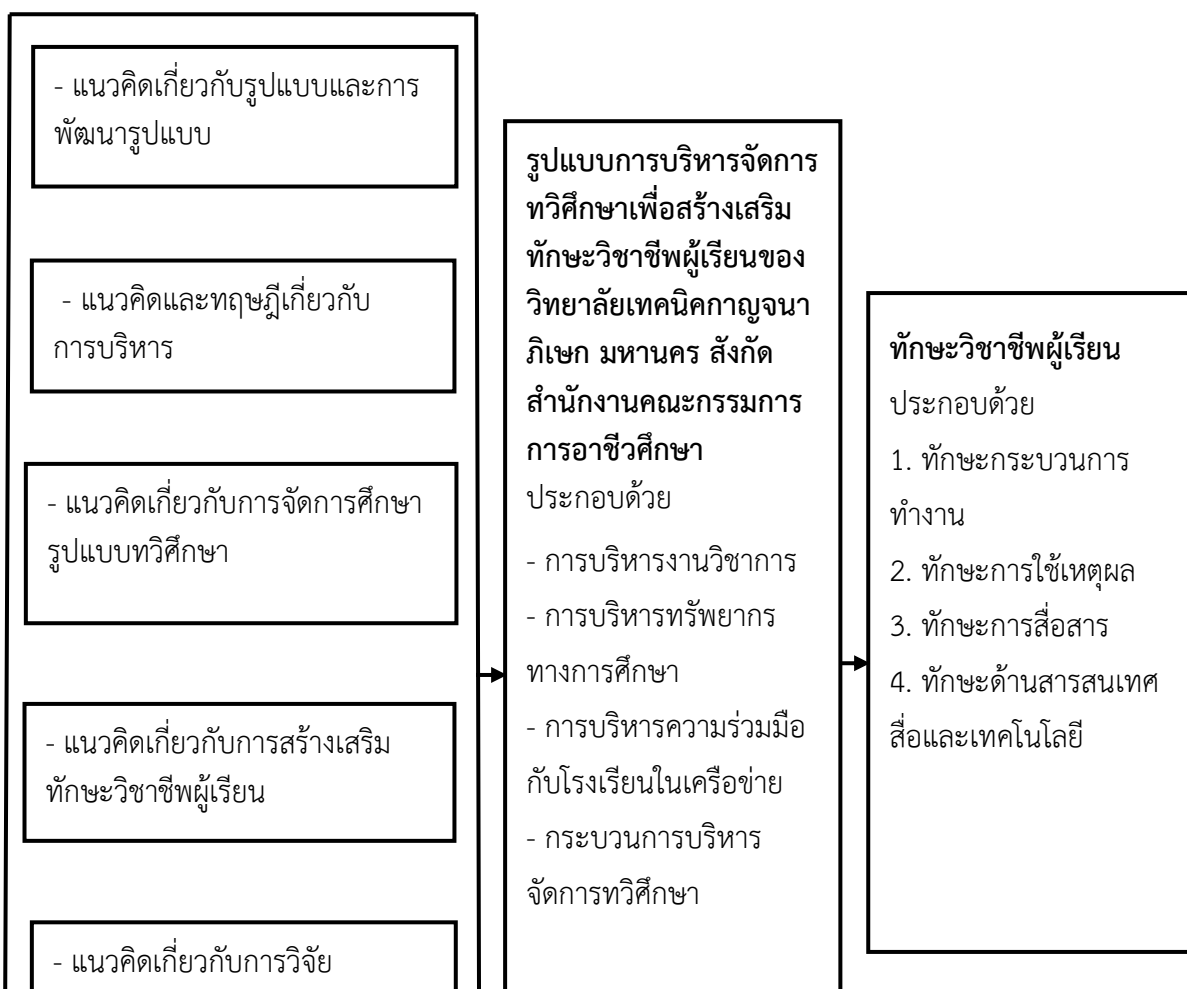 - แนวคิดเกี่ยวกับรูปแบบและการ
พัฒนารูปแบบ
- แนวคิดและทฤษฎีเกี่ยวกับ
การบริหาร
- แนวคิดเกี่ยวกับการจัดการศึกษา
รูปแบบทวิศึกษา
- แนวคิดเกี่ยวกับการสร้างเสริม
ทักษะวิชาชีพผู้เรียน
- แนวคิดเกี่ยวกับการวิจัย
รูปแบบการบริหารจัดการ
ทวิศึกษาเพื่อสร้างเสริม
ทักษะวิชาชีพผู้เรียนของ
วิทยาลัยเทคนิคกาญจนา
ภิเษก มหานคร สังกัด
สำนักงานคณะกรรมการ
การอาชีวศึกษา
ประกอบด้วย
- การบริหารงานวิชาการ
- การบริหารทรัพยากร
ทางการศึกษา
- การบริหารความร่วมมือ
กับโรงเรียนในเครือข่าย
- กระบวนการบริหาร
จัดการทวิศึกษา
ทักษะวิชาชีพผู้เรียน
ประกอบด้วย
1. ทักษะกระบวนการ
ทำงาน
2. ทักษะการใช้เหตุผล
3. ทักษะการสื่อสาร
4. ทักษะด้านสารสนเทศ
สื่อและเทคโนโลยี